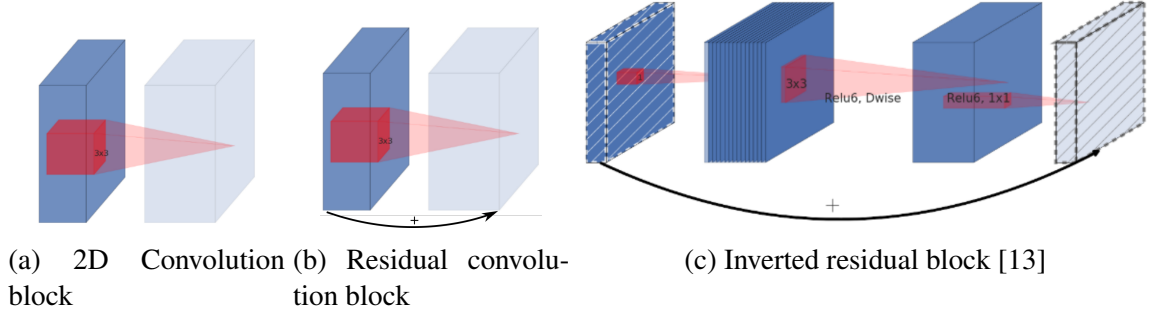 3x3
3x3
+
1
3x3
Relu6, Dwise
Relu6, 1x1
+
(a) 2D Convolution
block
(b) Residual convolu-
tion block
(c) Inverted residual block [13]